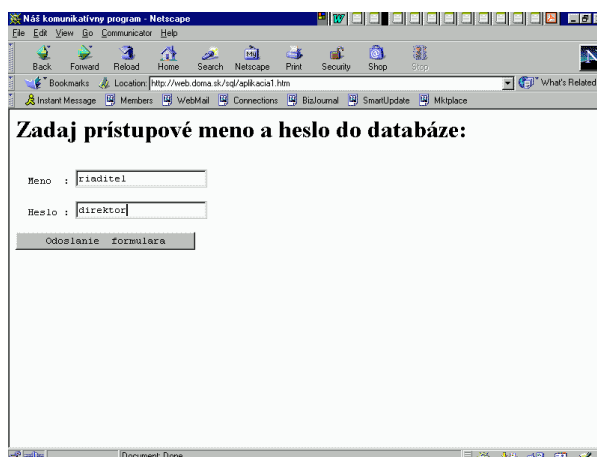 Náš komunikatívny program - Netscape
File Edit View Go Communicator Help
Back Forward Reload Home Search Netscape Print Security Shop Stop
Bookmarks Location: http://web.doma.sk/sql/aplikacia1.htm What's Related
Instant Message Members WebMail Connections BizJournal SmartUpdate Mktplace
Zadaj prístupové meno a heslo do databáze:
Meno : riaditel
Heslo : direktor
Odoslanie formulara
Document: Done